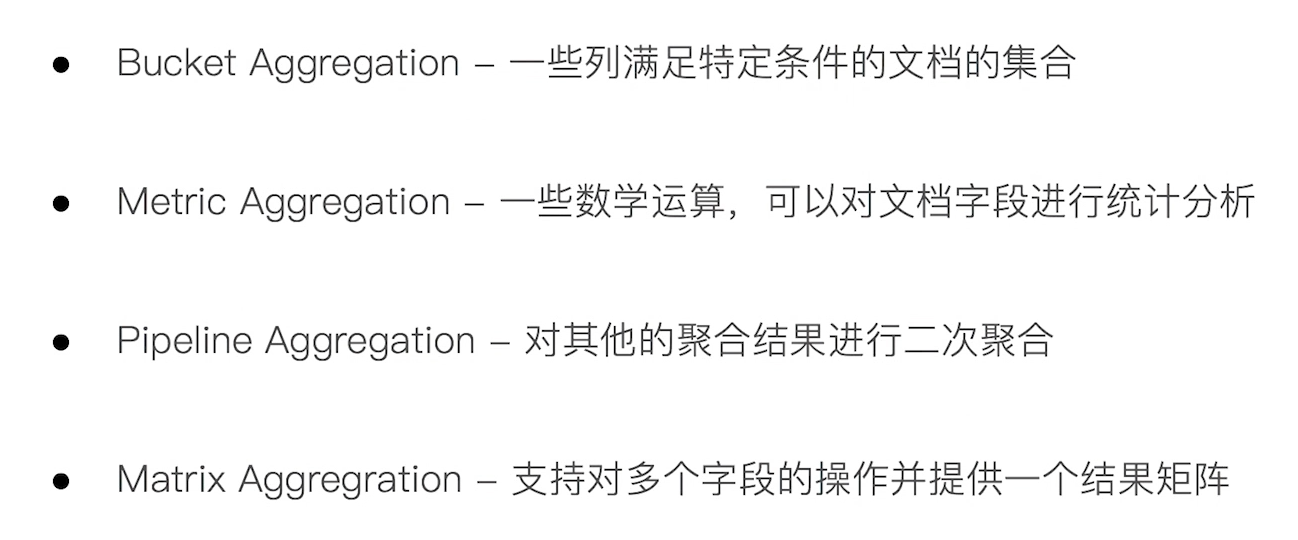 ● Bucket Aggregation – 一些列满足特定条件的文档的集合
● Metric Aggregation – 一些数学运算，可以对文档字段进行统计分析
● Pipeline Aggregation – 对其他的聚合结果进行二次聚合
● Matrix Aggregration – 支持对多个字段的操作并提供一个结果矩阵